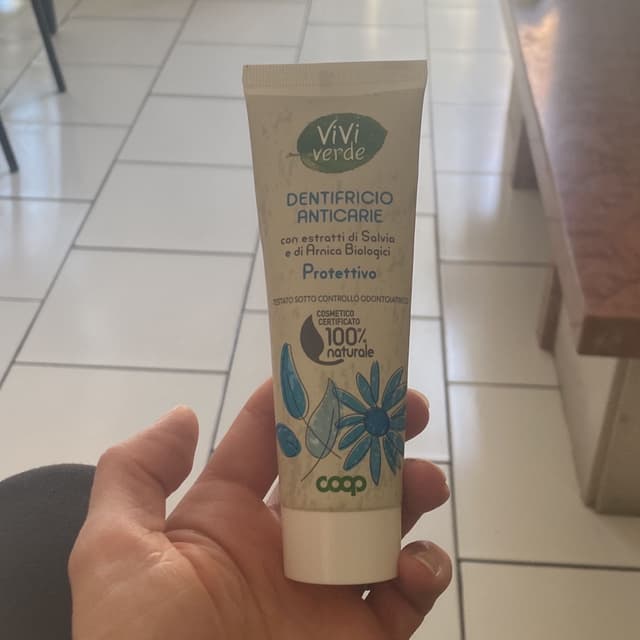 ViVi
verde
DENTIFRICIO
ANTICARIE
con estratti di Salvia
e di Arnica Biologici
Protettivo
TESTATO SOTTO CONTROLLO ODONTOIATRICO
COSMETICO
CERTIFICATO
100%
naturale
coop